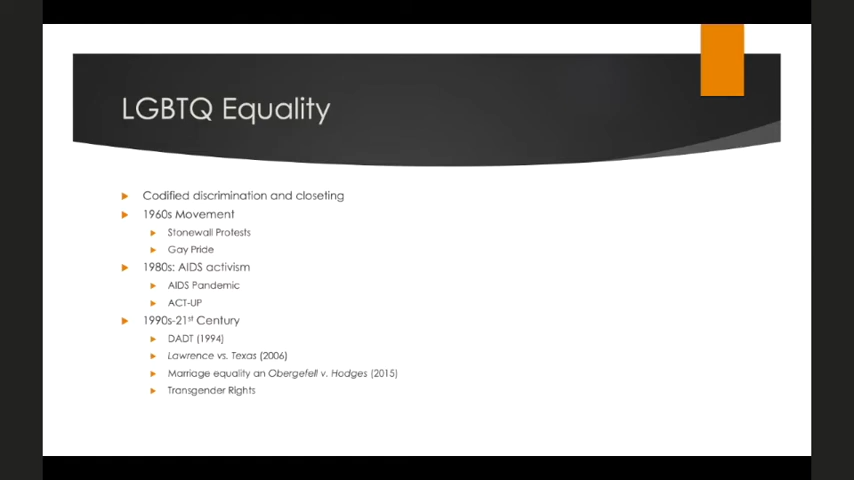 LGBTQ Equality
Codified discrimination and closeting
1960s Movement
Stonewall Protests
Gay Pride
1980s: AIDS activism
AIDS Pandemic
ACT-UP
1990s-21st Century
DADT (1994)
Lawrence vs. Texas (2006)
Marriage equality an Obergefell v. Hodges (2015)
Transgender Rights